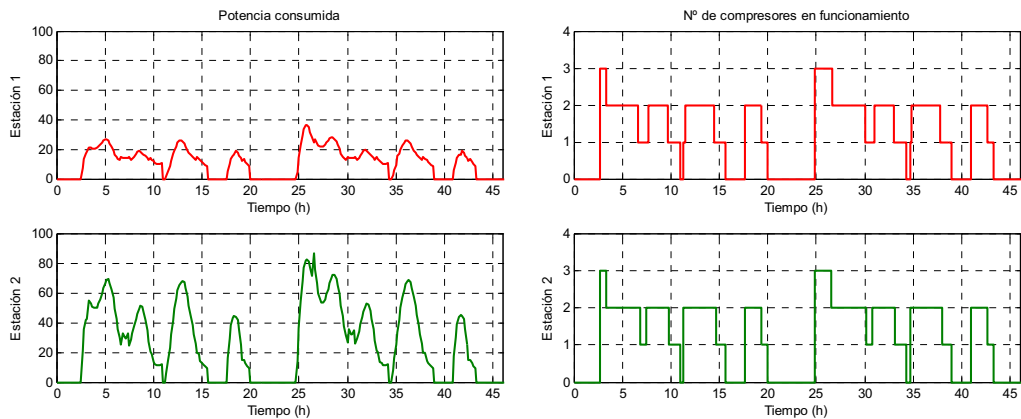 Potencia consumida
100
80
60
40
20
0
Estación 1
0 5 10 15 20 25 30 35 40 45
Tiempo (h)
Nº de compresores en funcionamiento
4
3
2
1
0
Estación 1
5 10 15 20 25 30 35 40 45
Tiempo (h)
100
80
60
40
20
0
Estación 2
0 5 10 15 20 25 30 35 40 45
Tiempo (h)
4
3
2
1
0
Estación 2
5 10 15 20 25 30 35 40 45
Tiempo (h)